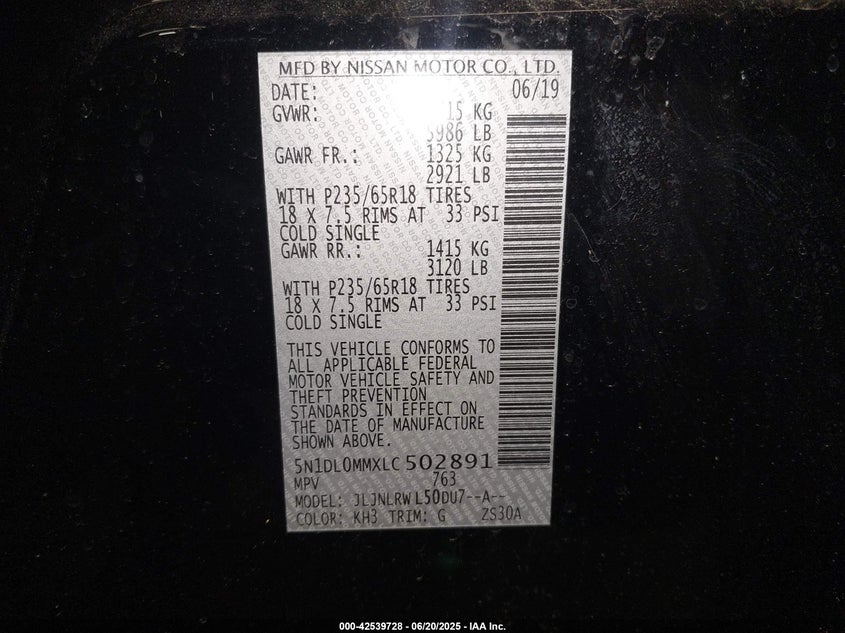 MFD BY NISSAN MOTOR CO., LTD.
DATE: 06/19
GVWR: 15 KG
5986 LB
GAWR FR.: 1325 KG
2921 LB
WITH P235/65R18 TIRES
18 X 7.5 RIMS AT 33 PSI
COLD SINGLE
GAWR RR.: 1415 KG
3120 LB
WITH P235/65R18 TIRES
18 X 7.5 RIMS AT 33 PSI
COLD SINGLE
THIS VEHICLE CONFORMS TO
ALL APPLICABLE FEDERAL
MOTOR VEHICLE SAFETY AND
THEFT PREVENTION
STANDARDS IN EFFECT ON
THE DATE OF MANUFACTURE
SHOWN ABOVE.
5N1DL0MMXLC502891
MPV 763
MODEL: JLJNLRWL50DU7--A--
COLOR: KH3 TRIM: G ZS30A
000-42539728 - 06/20/2025 - IAA Inc.